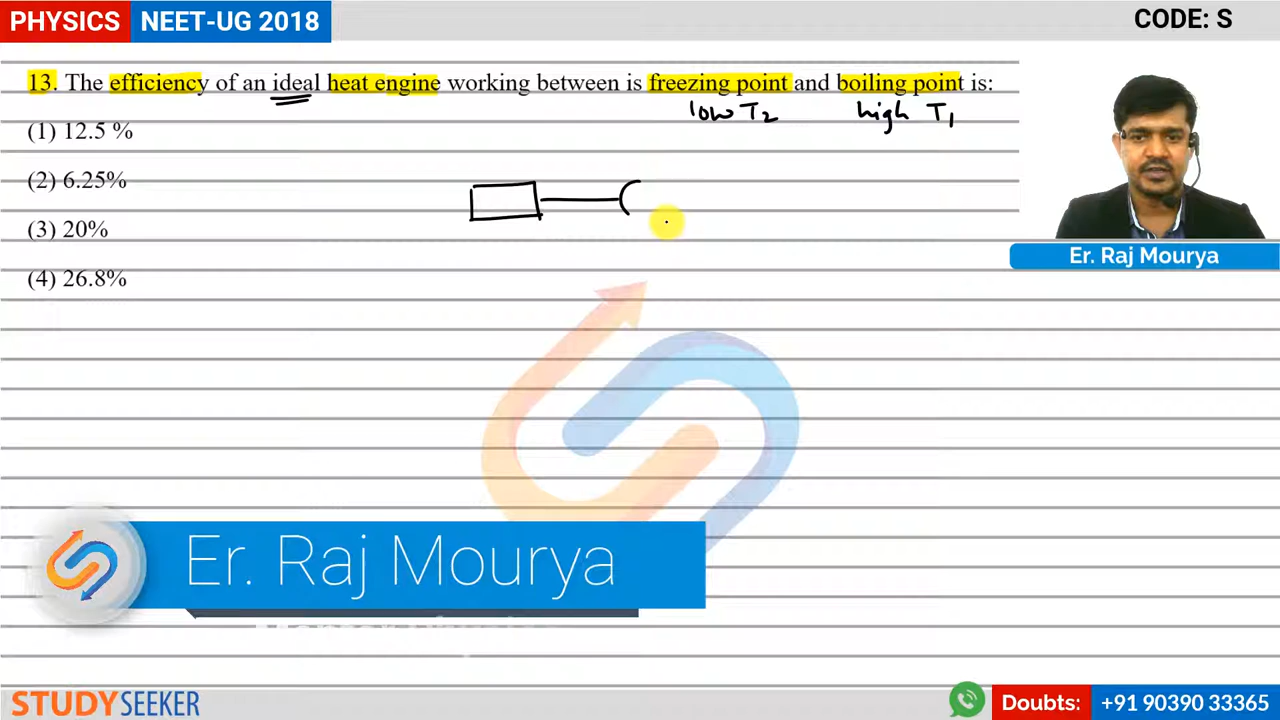 PHYSICS NEET-UG 2018 CODE: S
13. The efficiency of an ideal heat engine working between is freezing point and boiling point is:
low T2 high T1
(1) 12.5 %
(2) 6.25%
(3) 20%
(4) 26.8%
Er. Raj Mourya
Er. Raj Mourya
STUDYSEEKER Doubts: +91 90390 33365